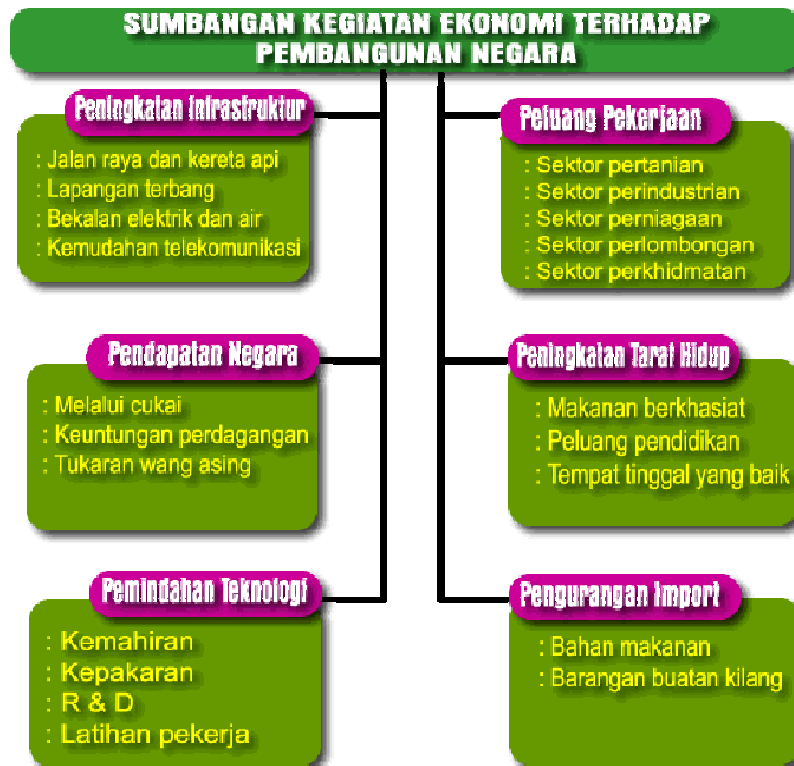 SUMBANGAN KEGIATAN EKONOMI TERHADAP
PEMBANGUNAN NEGARA
Peningkatan Infrastruktur
: Jalan raya dan kereta api
: Lapangan terbang
: Bekalan elektrik dan air
: Kemudahan telekomunikasi
Peluang Pekerjaan
: Sektor pertanian
: Sektor perindustrian
: Sektor perniagaan
: Sektor perlombongan
: Sektor perkhidmatan
Pendapatan Negara
: Melalui cukai
: Keuntungan perdagangan
: Tukaran wang asing
Peningkatan Taraf Hidup
: Makanan berkhasiat
: Peluang pendidikan
: Tempat tinggal yang baik
Pemindahan Teknologi
: Kemahiran
: Kepakaran
: R & D
: Latihan pekerja
Pengurangan Import
: Bahan makanan
: Barangan buatan kilang